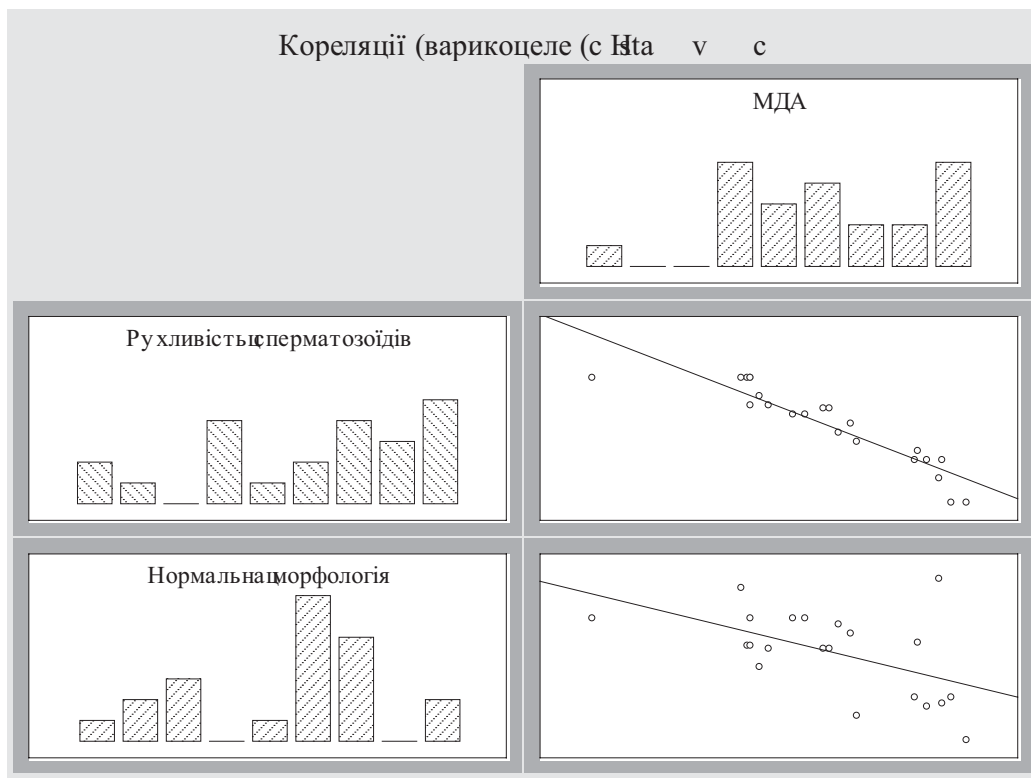 Кореляції (варикоцеле (с
МДА
Рухливість сперматозоїдів
Нормальна морфологія